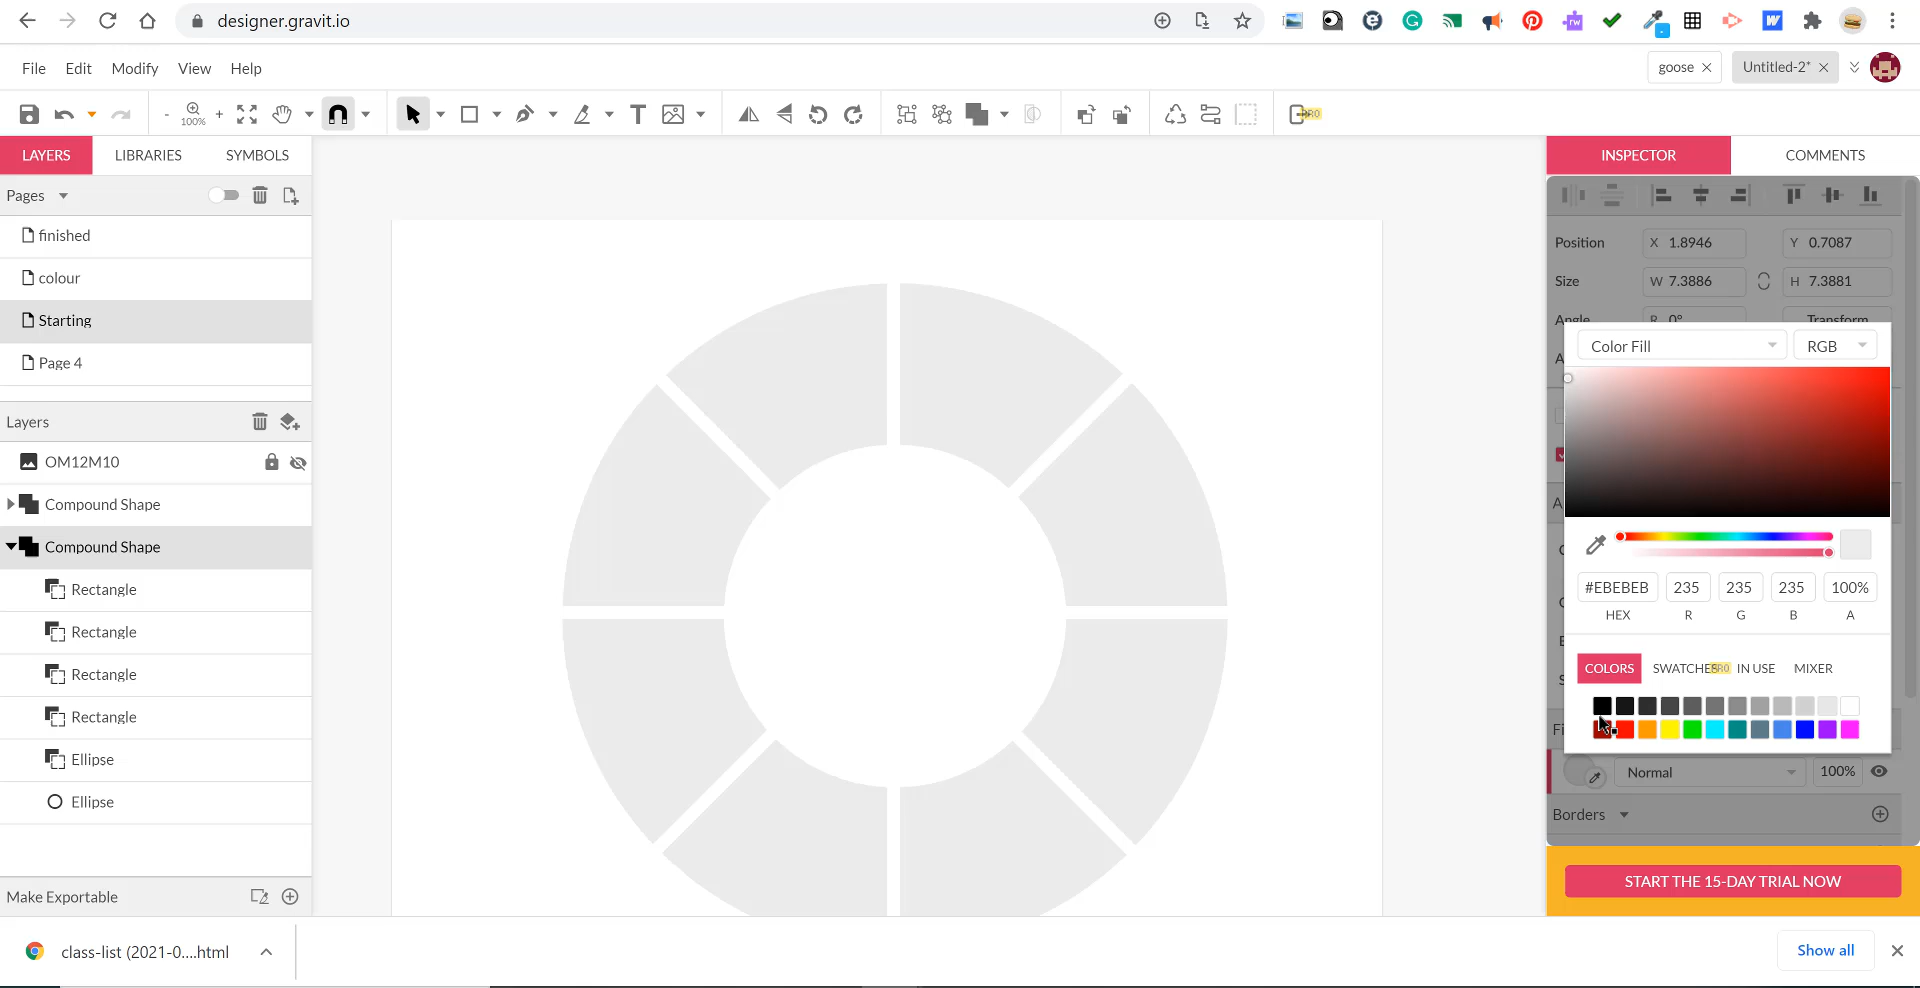 designer.gravit.io
File Edit Modify View Help
goose
Untitled-2*
- 100% +
T
PRO
LAYERS LIBRARIES SYMBOLS
INSPECTOR COMMENTS
Pages
finished
colour
Starting
Page 4
Layers
OM12M10
Compound Shape
Compound Shape
Rectangle
Rectangle
Rectangle
Rectangle
Ellipse
Ellipse
Make Exportable
Position X 1.8946 Y 0.7087
Size W 7.3886 H 7.3881
Angle R 0° Transform
Color Fill RGB
#EBEBEB 235 235 235 100%
HEX R G B A
COLORS SWATCHES IN USE MIXER
Normal 100%
Borders
START THE 15-DAY TRIAL NOW
class-list (2021-0....html
Show all